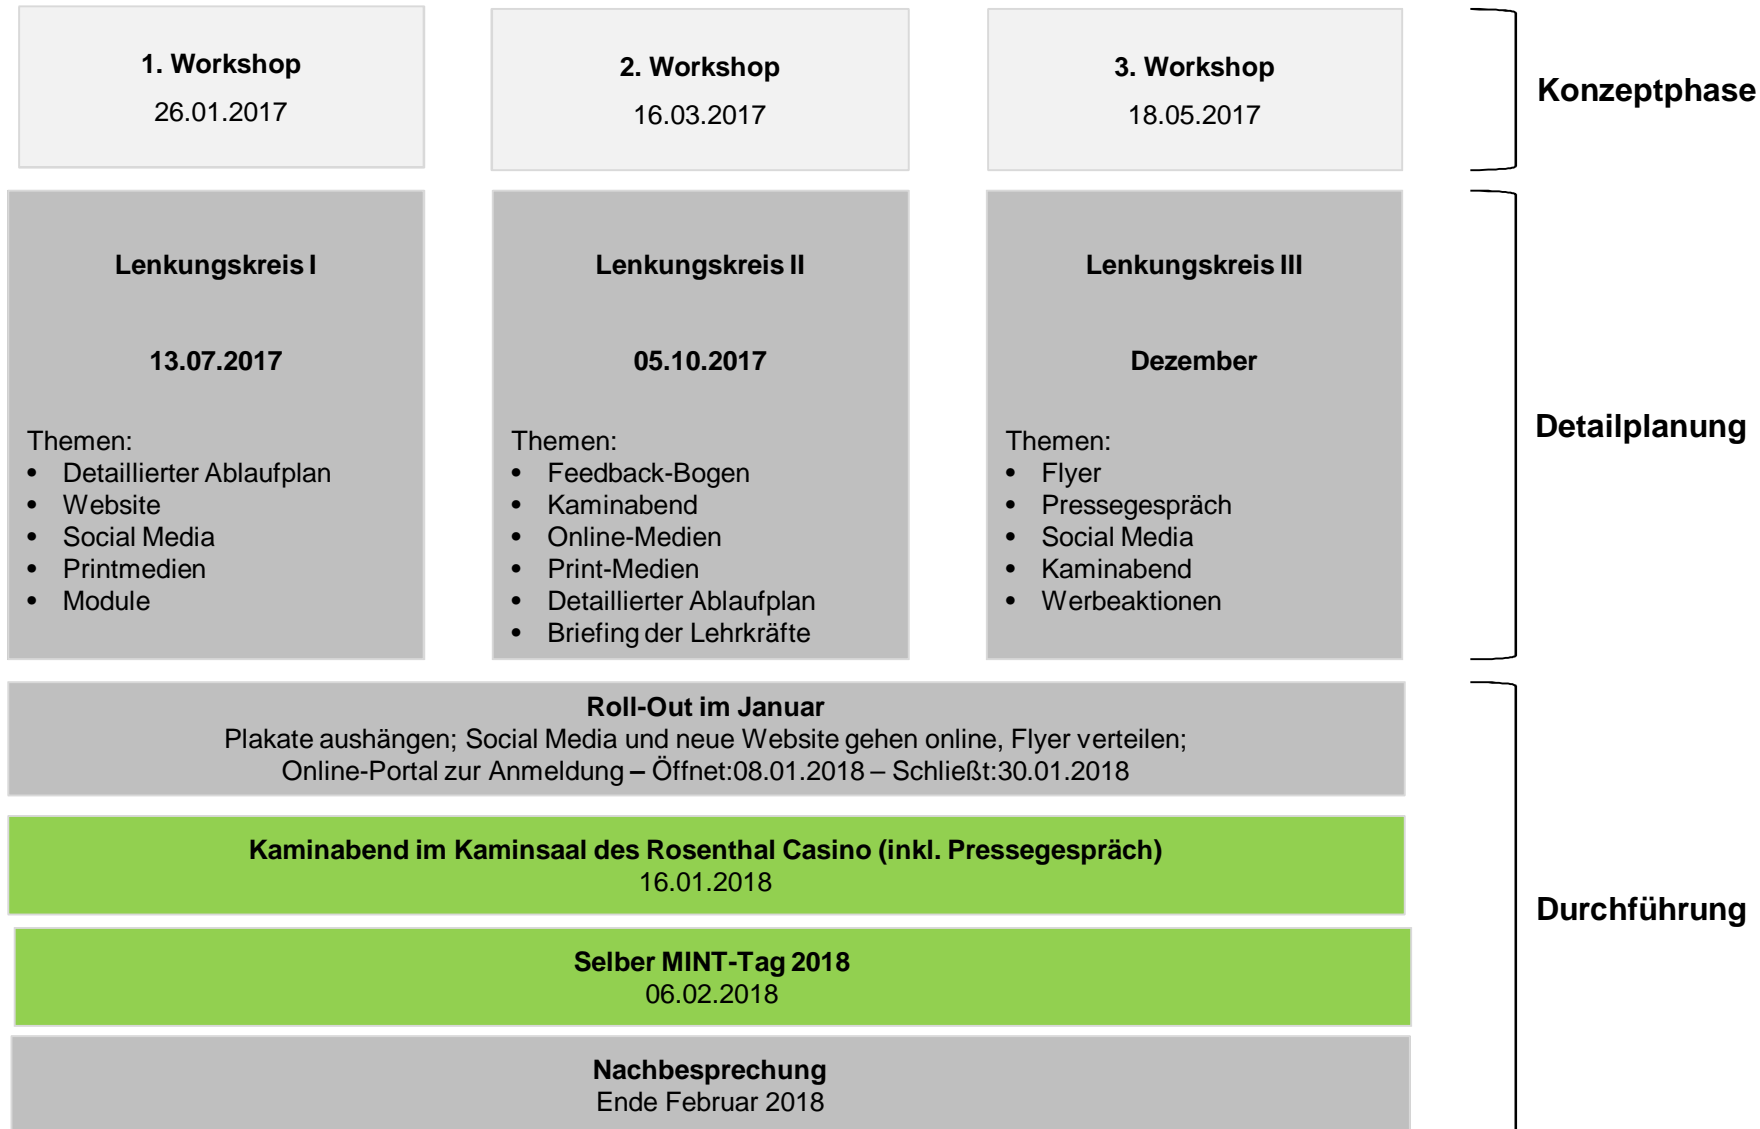 1. Workshop
26.01.2017
2. Workshop
16.03.2017
3. Workshop
18.05.2017
Konzeptphase
Lenkungskreis I
13.07.2017
Themen:
• Detaillierter Ablaufplan
• Website
• Social Media
• Printmedien
• Module
Lenkungskreis II
05.10.2017
Themen:
• Feedback-Bogen
• Kaminabend
• Online-Medien
• Print-Medien
• Detaillierter Ablaufplan
• Briefing der Lehrkräfte
Lenkungskreis III
Dezember
Themen:
• Flyer
• Pressegespräch
• Social Media
• Kaminabend
• Werbeaktionen
Detailplanung
Roll-Out im Januar
Plakate aushängen; Social Media und neue Website gehen online, Flyer verteilen;
Online-Portal zur Anmeldung – Öffnet:08.01.2018 – Schließt:30.01.2018
Kaminabend im Kaminsaal des Rosenthal Casino (inkl. Pressegespräch)
16.01.2018
Selber MINT-Tag 2018
06.02.2018
Nachbesprechung
Ende Februar 2018
Durchführung